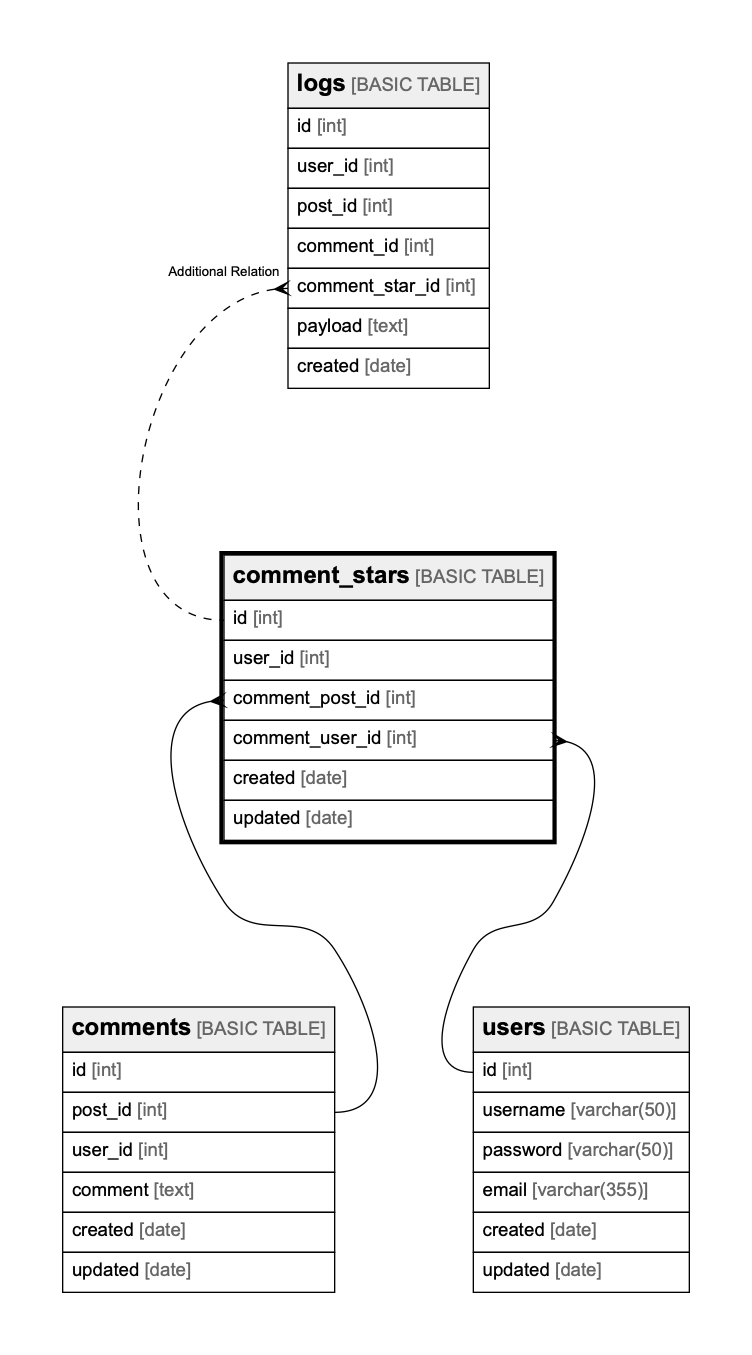 logs [BASIC TABLE]
id [int]
user_id [int]
post_id [int]
comment_id [int]
Additional Relation
comment_star_id [int]
payload [text]
created [date]
comment_stars [BASIC TABLE]
id [int]
user_id [int]
comment_post_id [int]
comment_user_id [int]
created [date]
updated [date]
comments [BASIC TABLE]
id [int]
post_id [int]
user_id [int]
comment [text]
created [date]
updated [date]
users [BASIC TABLE]
id [int]
username [varchar(50)]
password [varchar(50)]
email [varchar(355)]
created [date]
updated [date]